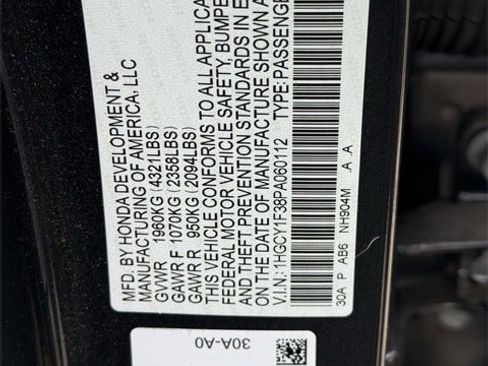 MFD. BY HONDA DEVELOPMENT &
MANUFACTURING OF AMERICA, LLC
GVWR 1960KG (4321LBS)
GAWR F 1070KG (2358LBS)
GAWR R 950KG (2094LBS)
THIS VEHICLE CONFORMS TO ALL APPLICA
FEDERAL MOTOR VEHICLE SAFETY, BUMPE
AND THEFT PREVENTION STANDARDS IN E
ON THE DATE OF MANUFACTURE SHOWN A
V.I.N.: 1HGCY1F38PA060112 TYPE: PASSENGE
30A P AB6 NH904M A A
30A-A0